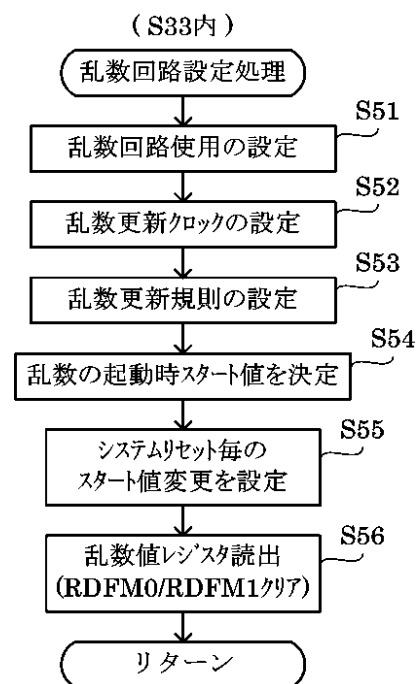 (S33内)
乱数回路設定処理
S51
乱数回路使用の設定
S52
乱数更新クロックの設定
S53
乱数更新規則の設定
S54
乱数の起動時スタート値を決定
S55
システムリセット毎の
スタート値変更を設定
S56
乱数値レジスタ読出
(RDFM0/RDFM1クリア)
リターン